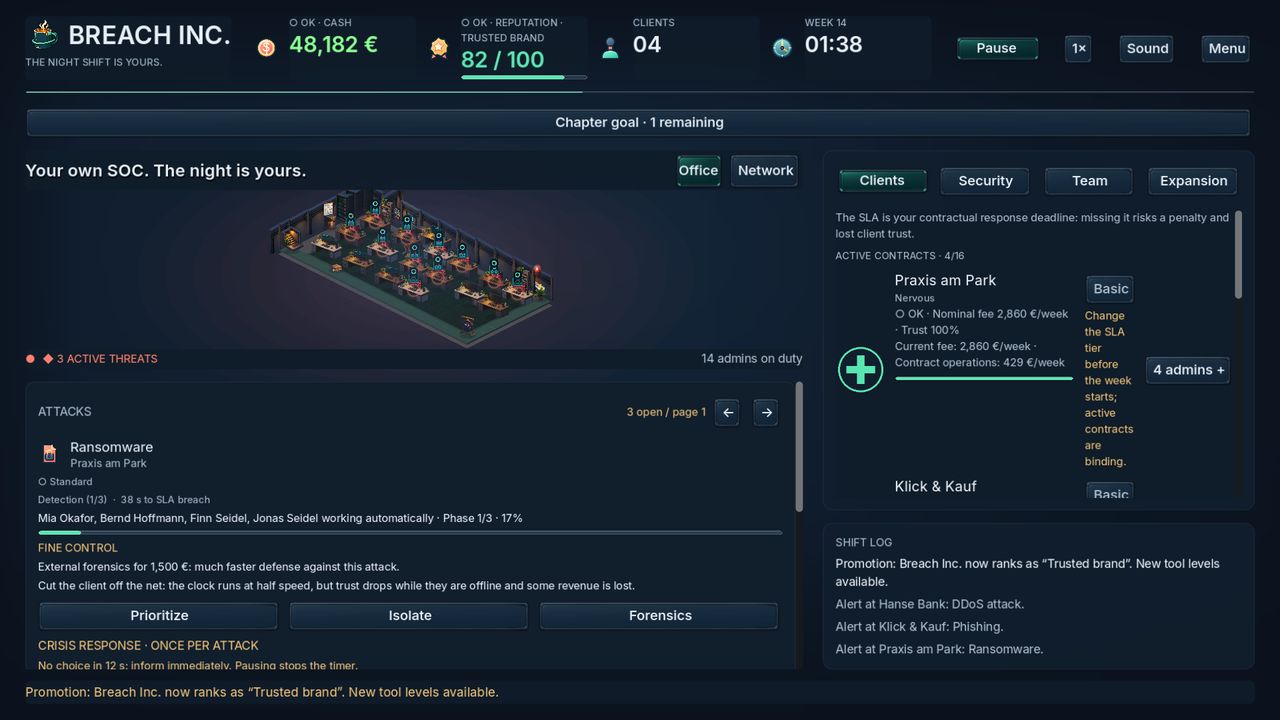 BREACH INC.
THE NIGHT SHIFT IS YOURS.
○ OK · CASH
48,182 €
○ OK · REPUTATION ·
TRUSTED BRAND
82 / 100
CLIENTS
04
WEEK 14
01:38
Pause
1×
Sound
Menu
Chapter goal · 1 remaining
Your own SOC. The night is yours.
Office
Network
3 ACTIVE THREATS
14 admins on duty
ATTACKS
3 open / page 1
←
→
Ransomware
Praxis am Park
○ Standard
Detection (1/3) · 38 s to SLA breach
Mia Okafor, Bernd Hoffmann, Finn Seidel, Jonas Seidel working automatically · Phase 1/3 · 17%
FINE CONTROL
External forensics for 1,500 €: much faster defense against this attack.
Cut the client off the net: the clock runs at half speed, but trust drops while they are offline and some revenue is lost.
Prioritize
Isolate
Forensics
CRISIS RESPONSE · ONCE PER ATTACK
No choice in 12 s: inform immediately. Pausing stops the timer.
Clients
Security
Team
Expansion
The SLA is your contractual response deadline: missing it risks a penalty and
lost client trust.
ACTIVE CONTRACTS · 4/16
Praxis am Park
Nervous
○ OK · Nominal fee 2,860 €/week
· Trust 100%
Current fee: 2,860 €/week ·
Contract operations: 429 €/week
Basic
Change
the SLA
tier
before
the week
starts;
active
contracts
are
binding.
4 admins +
Klick & Kauf
Basic
SHIFT LOG
Promotion: Breach Inc. now ranks as “Trusted brand”. New tool levels
available.
Alert at Hanse Bank: DDoS attack.
Alert at Klick & Kauf: Phishing.
Alert at Praxis am Park: Ransomware.
Promotion: Breach Inc. now ranks as “Trusted brand”. New tool levels available.